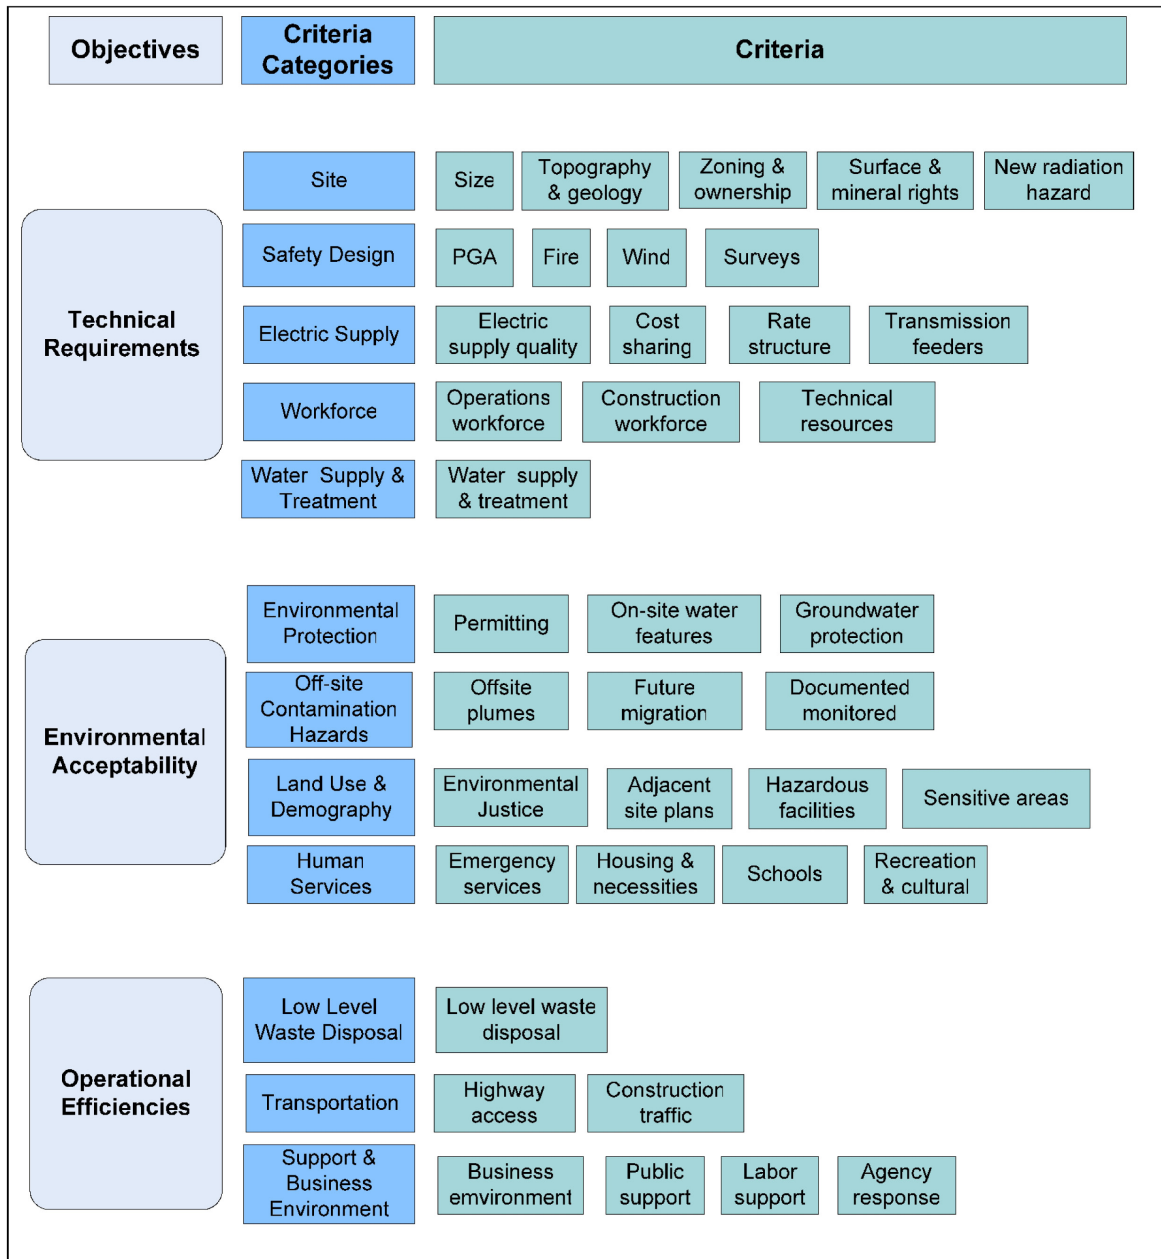 Objectives
Criteria
Categories
Criteria
Technical
Requirements
Site
Size
Topography
& geology
Zoning &
ownership
Surface &
mineral rights
New radiation
hazard
Safety Design
PGA
Fire
Wind
Surveys
Electric Supply
Electric
supply quality
Cost
sharing
Rate
structure
Transmission
feeders
Workforce
Operations
workforce
Construction
workforce
Technical
resources
Water Supply &
Treatment
Water supply
& treatment
Environmental
Acceptability
Environmental
Protection
Permitting
On-site water
features
Groundwater
protection
Off-site
Contamination
Hazards
Offsite
plumes
Future
migration
Documented
monitored
Land Use &
Demography
Environmental
Justice
Adjacent
site plans
Hazardous
facilities
Sensitive areas
Human
Services
Emergency
services
Housing &
necessities
Schools
Recreation
& cultural
Operational
Efficiencies
Low Level
Waste Disposal
Low level waste
disposal
Transportation
Highway
access
Construction
traffic
Support &
Business
Environment
Business
emvironment
Public
support
Labor
support
Agency
response